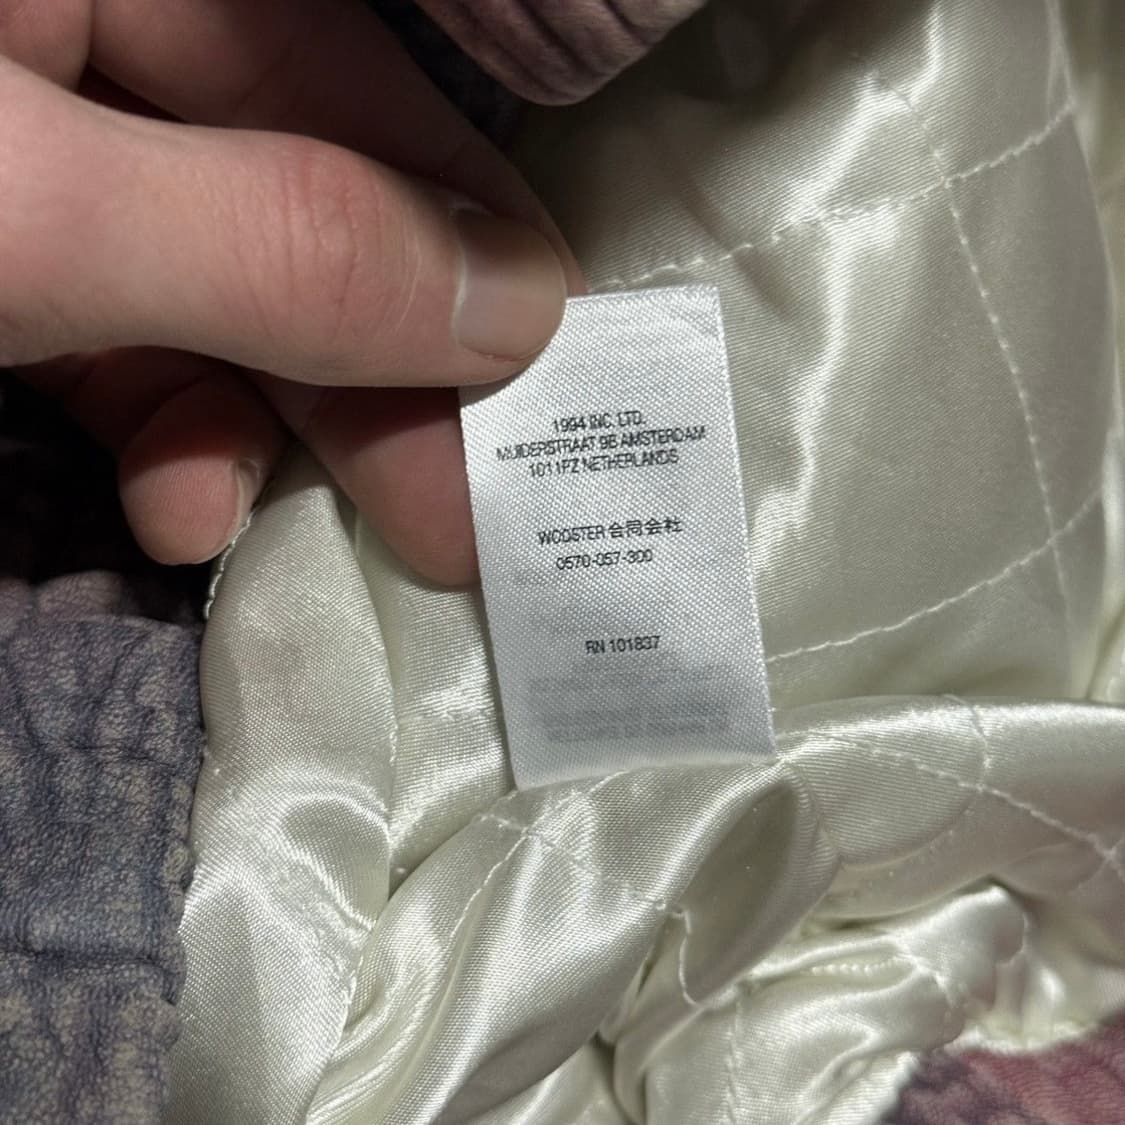 1994 INC. LTD.
MUIDERSTRAAT 9B AMSTERDAM
1011PZ NETHERLANDS
WOOSTER 合同会社
0570-057-300
RN 101837